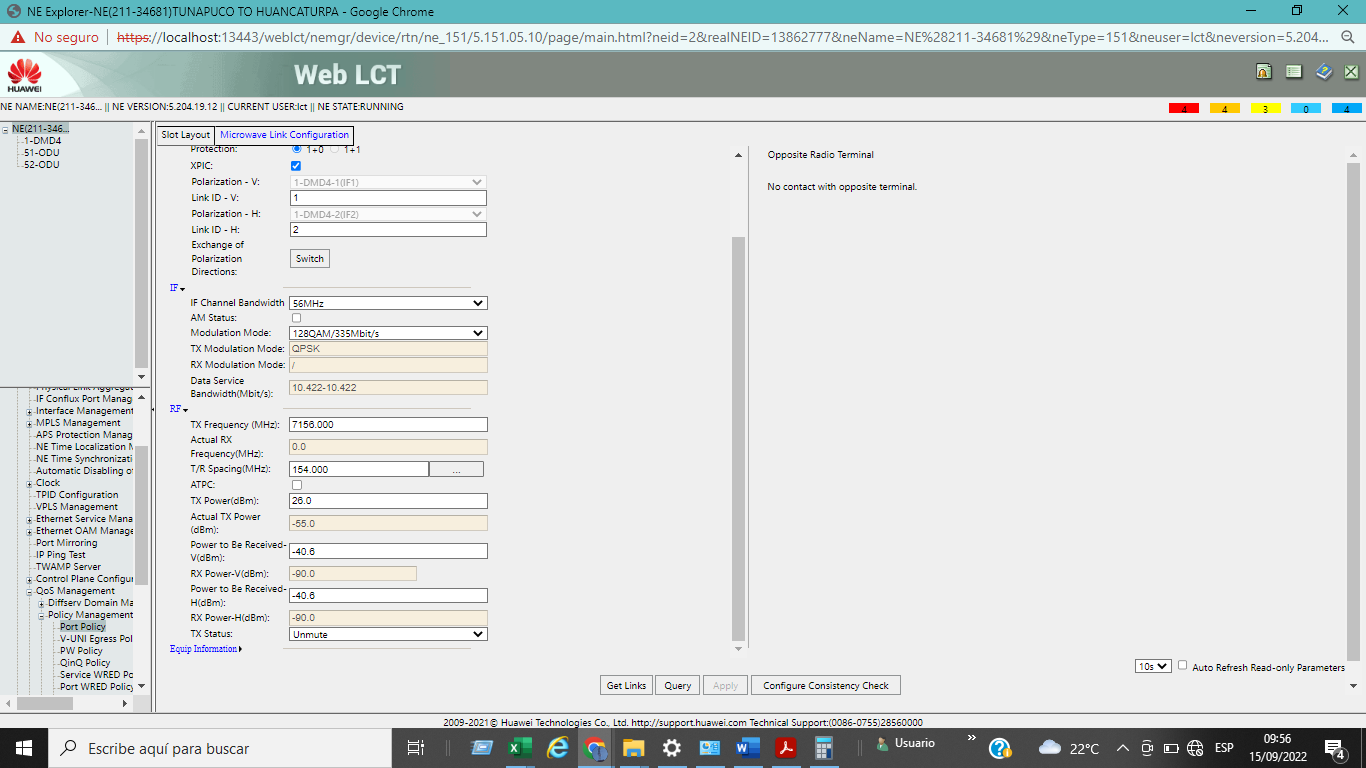 NE Explorer-NE(211-34681)TUNAPUCO TO HUANCATURPA - Google Chrome
No seguro
https://localhost:13443/weblct/nemgr/device/rtn/ne_151/5.151.05.10/page/main.html?neid=2&realNEID=13862777&neName=NE%28211-34681%29&neType=151&neuser=lct&neversion=5.204...
HUAWEI
Web LCT
NE NAME:NE(211-346... || NE VERSION:5.204.19.12 || CURRENT USER:lct || NE STATE:RUNNING
4 4 3 0 4
NE(211-346...
1-DMD4
51-ODU
52-ODU
Physical Link Aggregat
IF Conflux Port Manag
Interface Management
MPLS Management
APS Protection Manag
NE Time Localization M
NE Time Synchronizati
Automatic Disabling o
Clock
TPID Configuration
VPLS Management
Ethernet Service Mana
Ethernet OAM Manage
Port Mirroring
IP Ping Test
TWAMP Server
Control Plane Configur
QoS Management
Diffserv Domain Ma
Policy Management
Port Policy
V-UNI Egress Pol
PW Policy
QinQ Policy
Service WRED Po
Port WRED Policy
Slot Layout
Microwave Link Configuration
Protection: 1+0 1+1
XPIC:
Polarization - V: 1-DMD4-1(IF1)
Link ID - V: 1
Polarization - H: 1-DMD4-2(IF2)
Link ID - H: 2
Exchange of
Polarization
Directions:
Switch
IF
IF Channel Bandwidth 56MHz
AM Status:
Modulation Mode: 128QAM/335Mbit/s
TX Modulation Mode: QPSK
RX Modulation Mode: /
Data Service
Bandwidth(Mbit/s): 10.422-10.422
RF
TX Frequency (MHz): 7156.000
Actual RX
Frequency(MHz): 0.0
T/R Spacing(MHz): 154.000 ...
ATPC:
TX Power(dBm): 26.0
Actual TX Power
(dBm): -55.0
Power to Be Received-
V(dBm): -40.6
RX Power-V(dBm): -90.0
Power to Be Received-
H(dBm): -40.6
RX Power-H(dBm): -90.0
TX Status: Unmute
Equip Information
Opposite Radio Terminal
No contact with opposite terminal.
10s Auto Refresh Read-only Parameters
Get Links Query Apply Configure Consistency Check
2009-2021© Huawei Technologies Co., Ltd. http://support.huawei.com Technical Support:(0086-0755)28560000
Escribe aquí para buscar
Usuario
»
22°C
ESP
09:56
15/09/2022
4